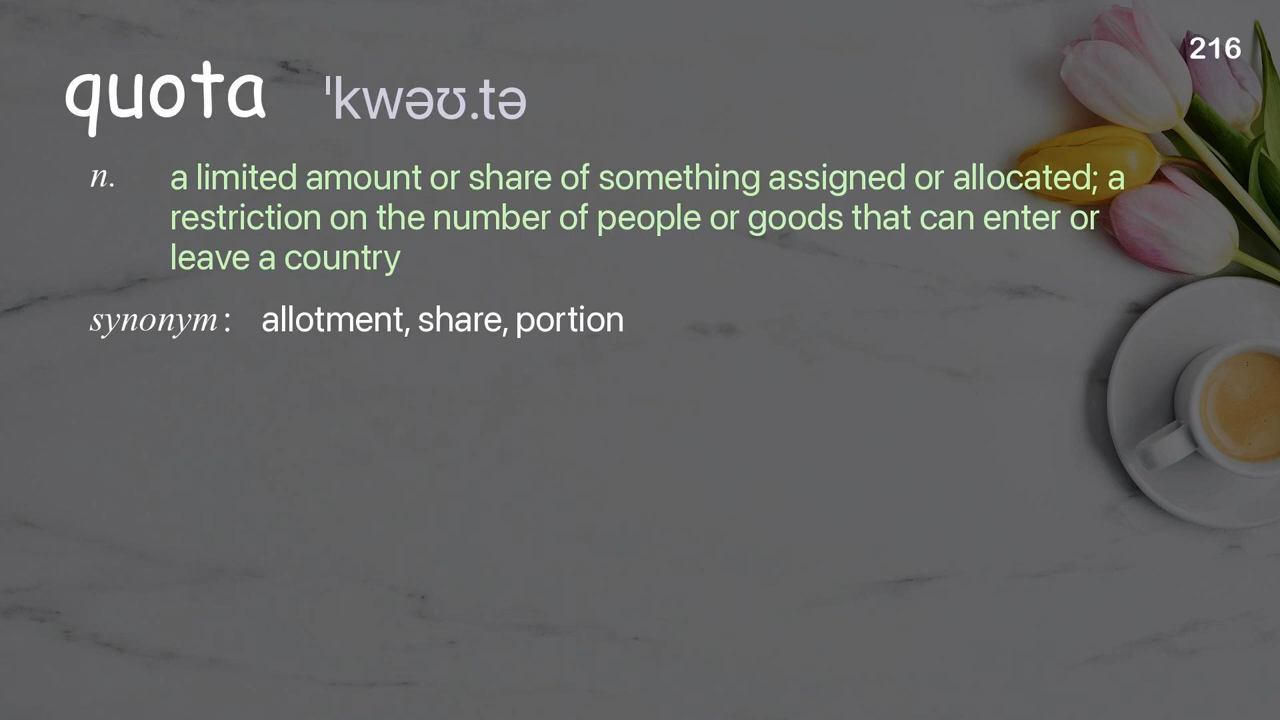 216
quota ˈkwəʊ.tə
n. a limited amount or share of something assigned or allocated; a
restriction on the number of people or goods that can enter or
leave a country
synonym: allotment, share, portion